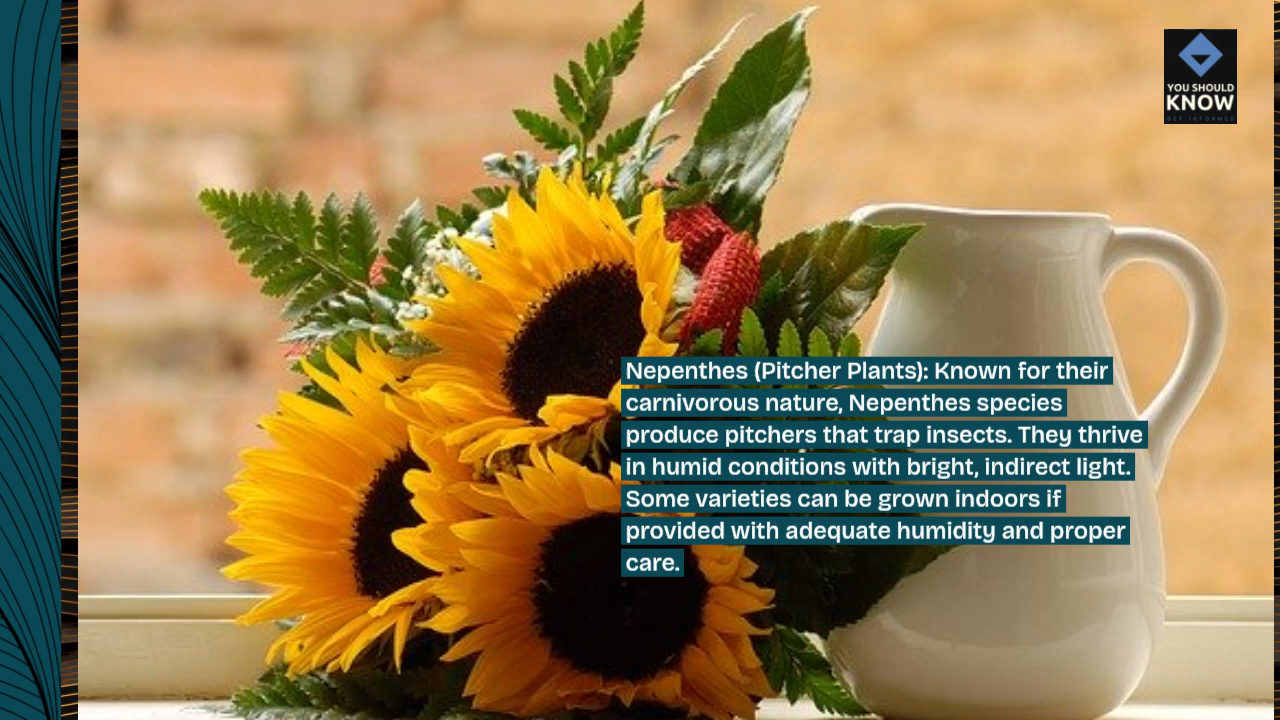 YOU SHOULD
KNOW
GET INFORMED
Nepenthes (Pitcher Plants): Known for their
carnivorous nature, Nepenthes species
produce pitchers that trap insects. They thrive
in humid conditions with bright, indirect light.
Some varieties can be grown indoors if
provided with adequate humidity and proper
care.